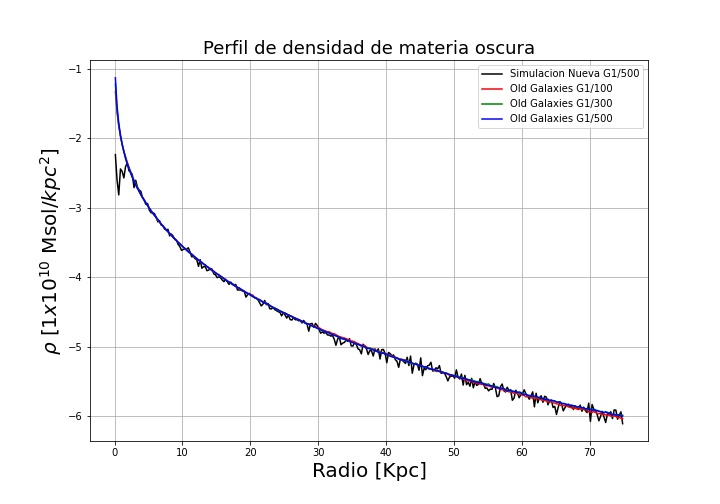 Perfil de densidad de materia oscura
Simulacion Nueva G1/500
Old Galaxies G1/100
Old Galaxies G1/300
Old Galaxies G1/500
ρ [1x10¹⁰ Msol/kpc²]
−1
−2
−3
−4
−5
−6
0 10 20 30 40 50 60 70
Radio [Kpc]